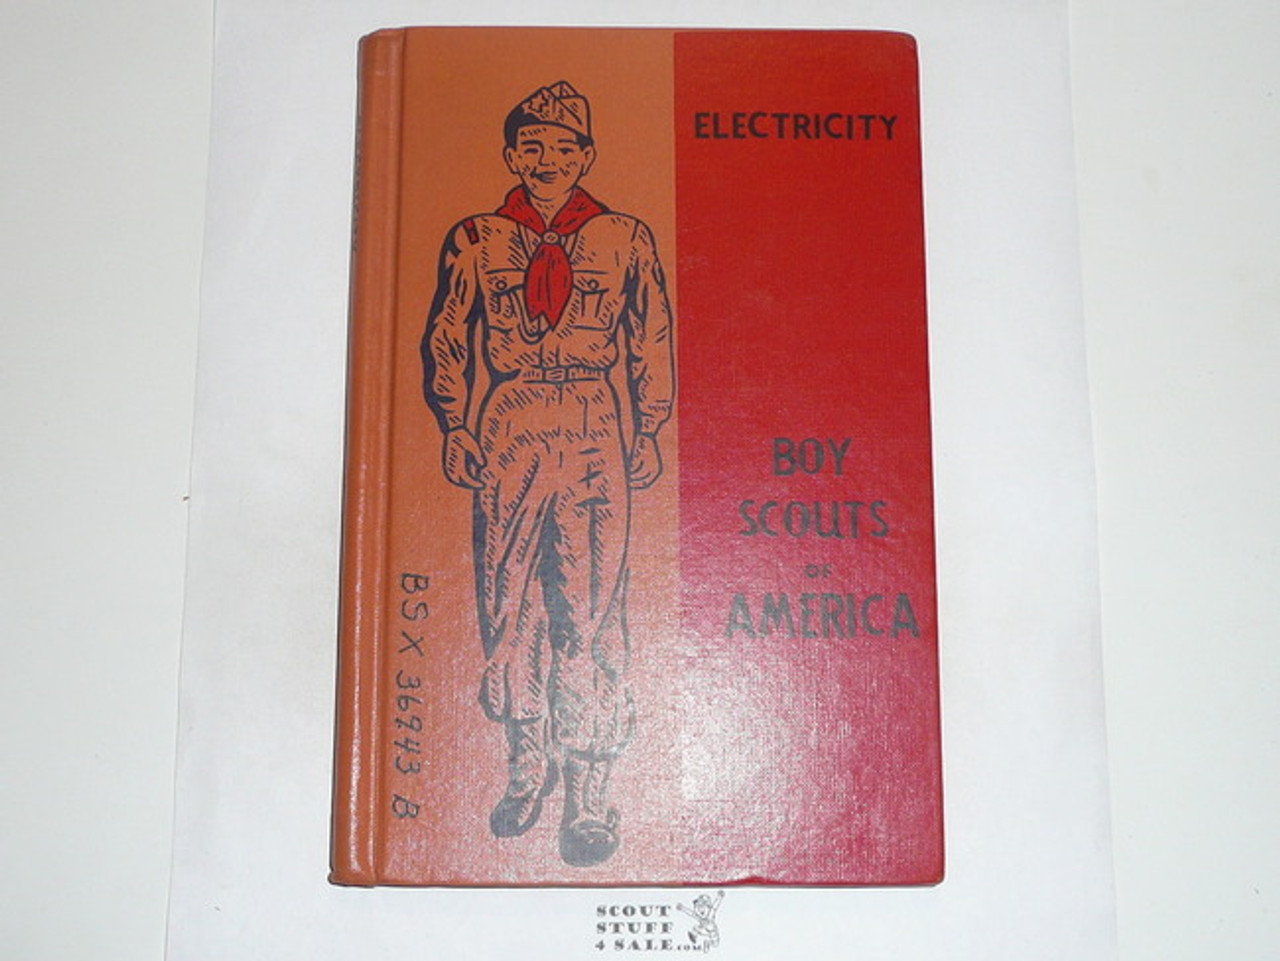 ELECTRICITY
BOY
SCOUTS
OF
AMERICA
BSX 36943 B
SCOUT
STUFF
4 SALE.com